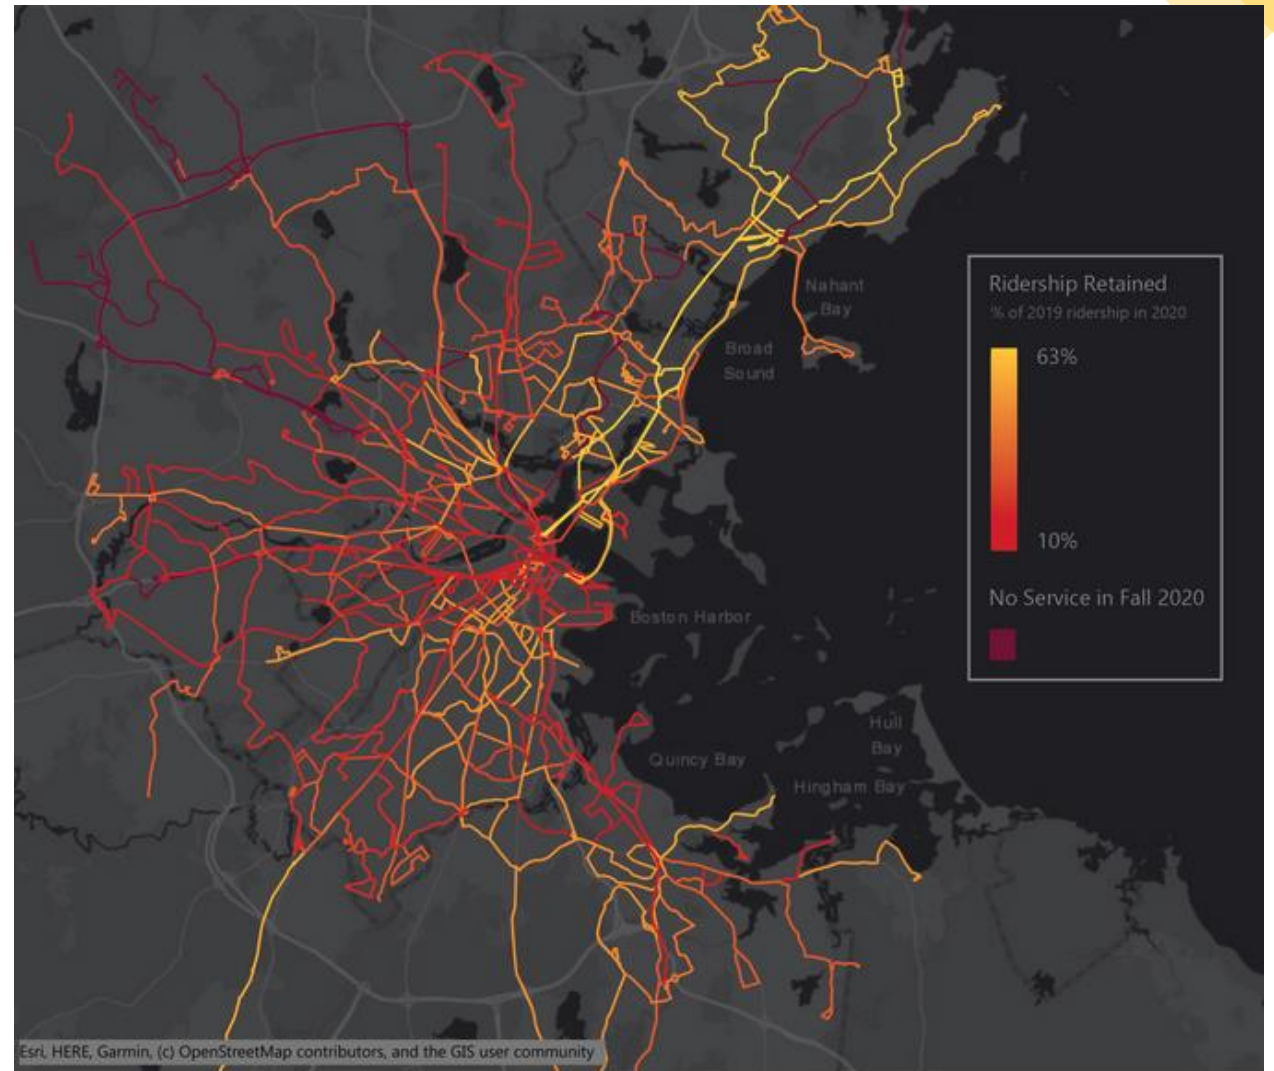 Nahant
Bay
Broad
Sound
Boston Harbor
Quincy Bay
Hull
Bay
Hingham Bay
Ridership Retained
% of 2019 ridership in 2020
63%
10%
No Service in Fall 2020
Esri, HERE, Garmin, (c) OpenStreetMap contributors, and the GIS user community